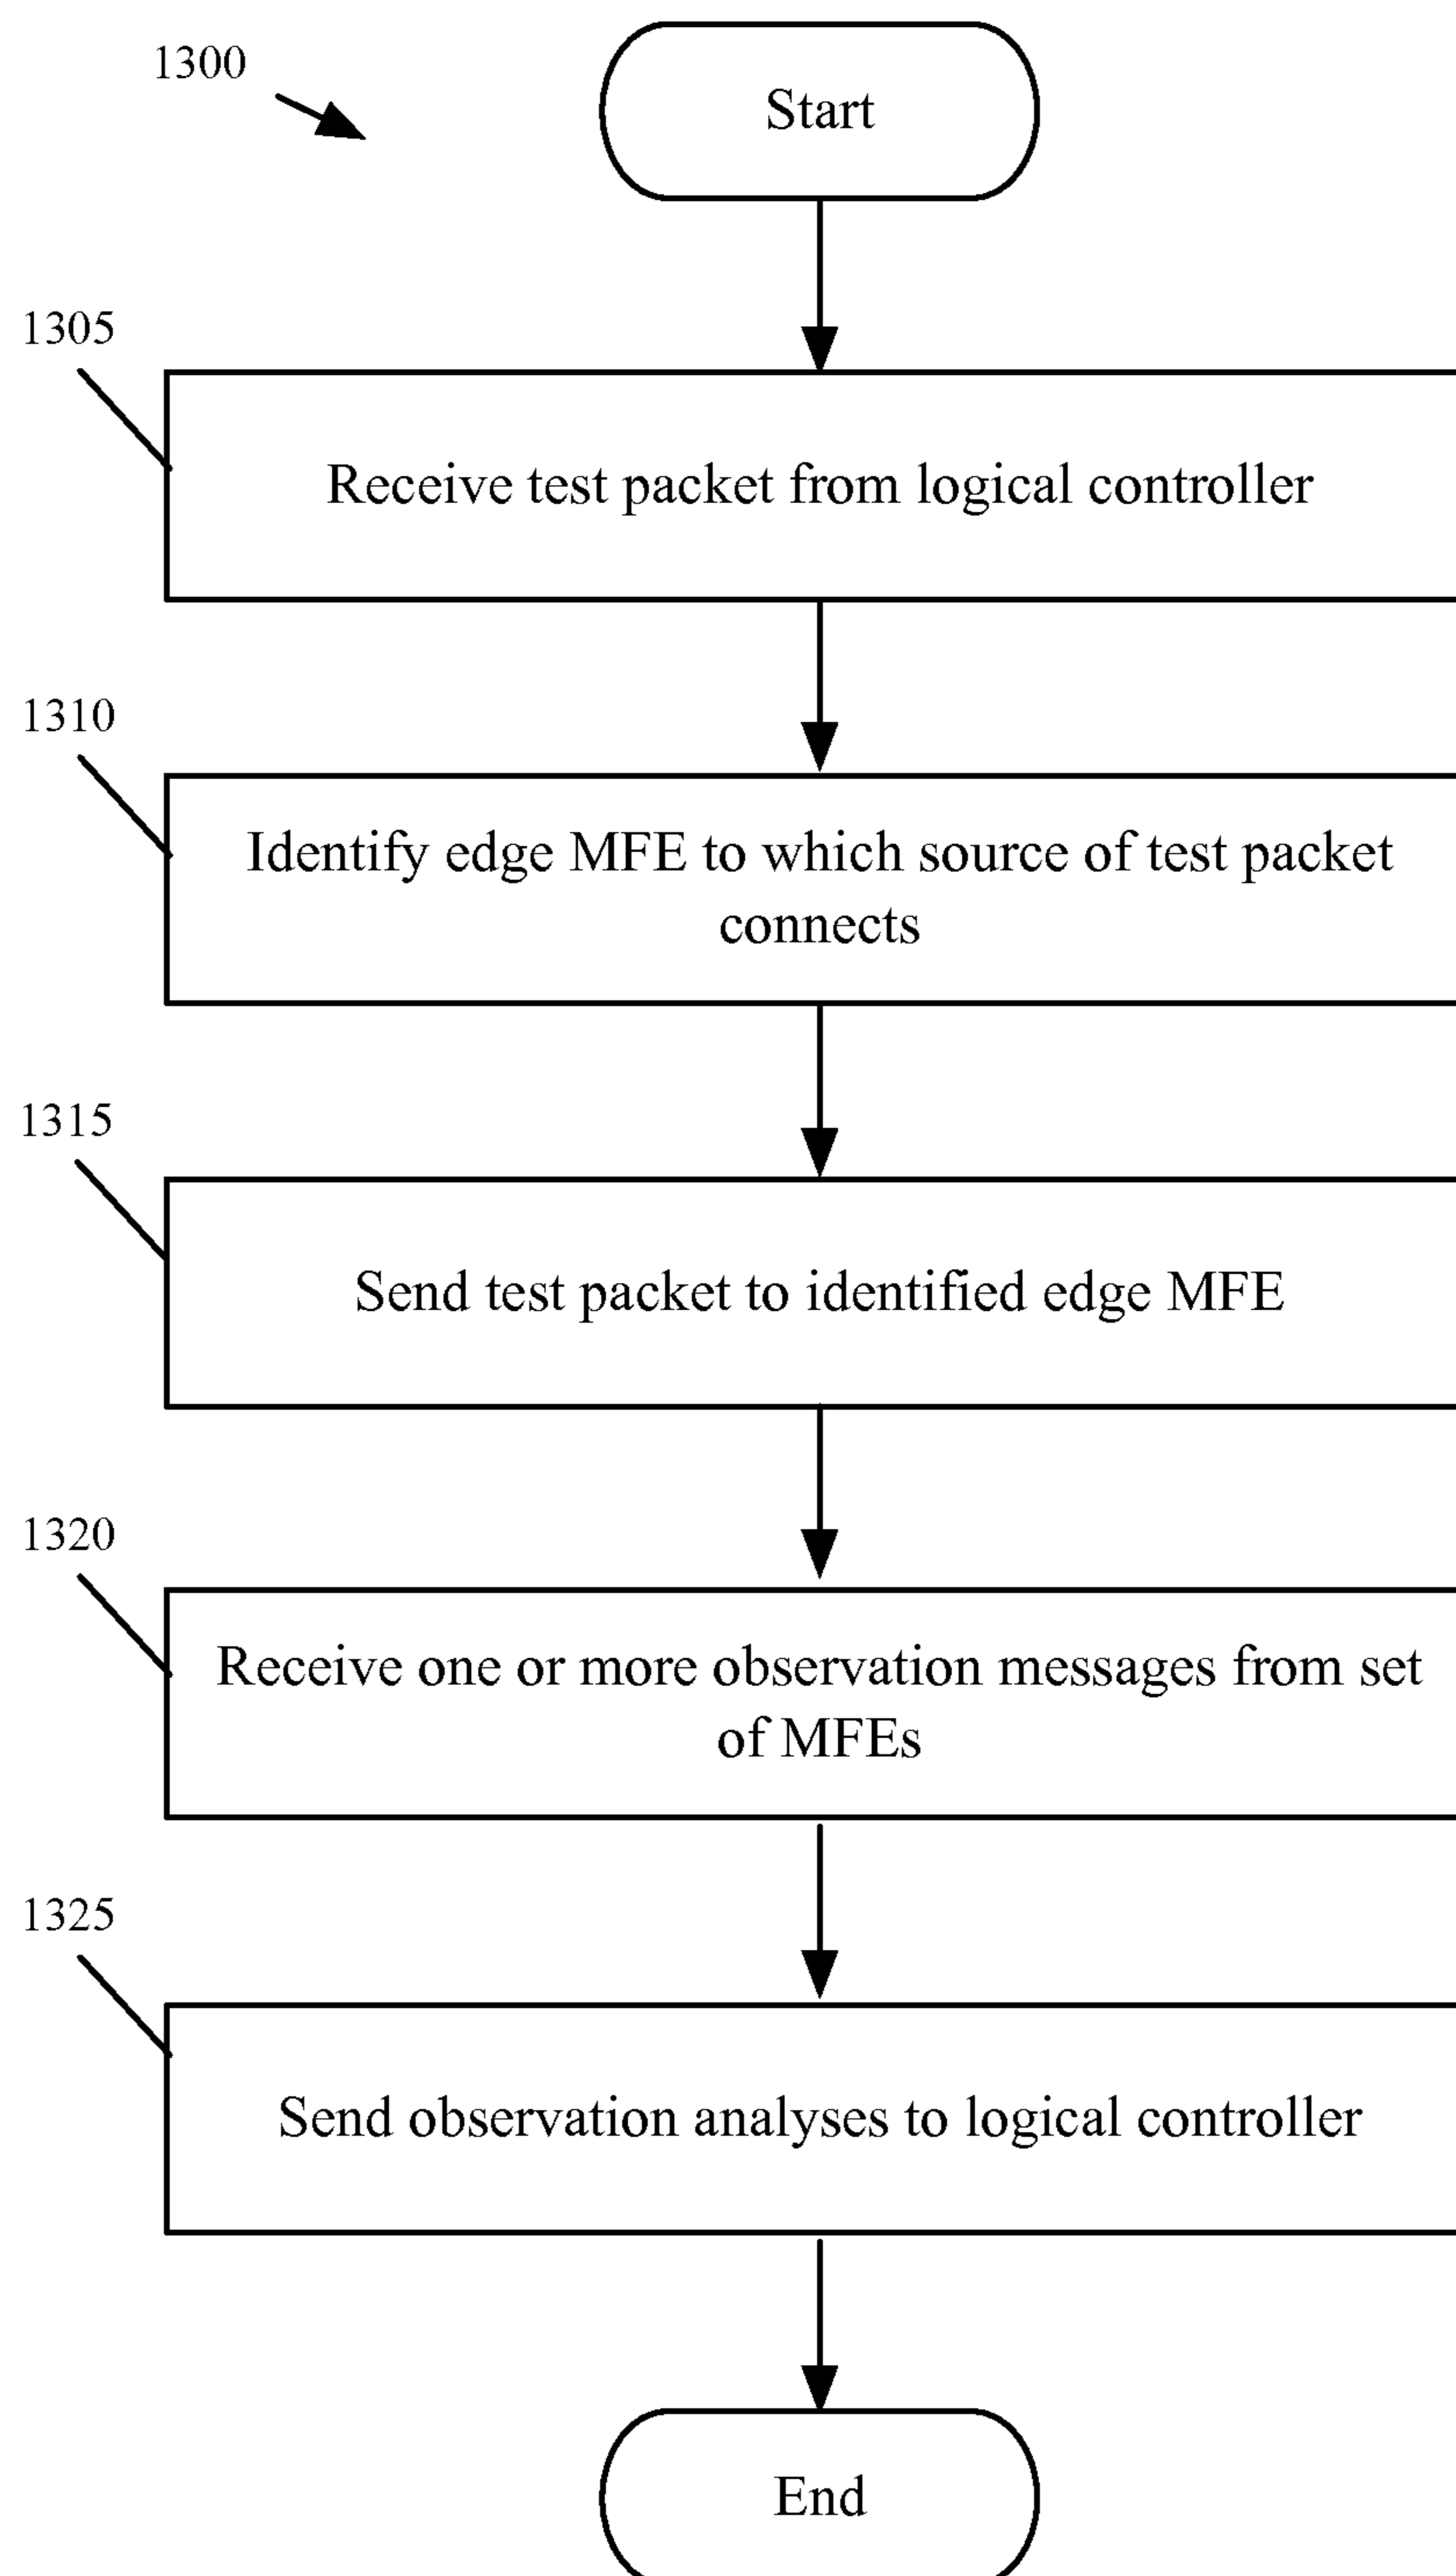 1300
Start
1305
Receive test packet from logical controller
1310
Identify edge MFE to which source of test packet
connects
1315
Send test packet to identified edge MFE
1320
Receive one or more observation messages from set
of MFEs
1325
Send observation analyses to logical controller
End